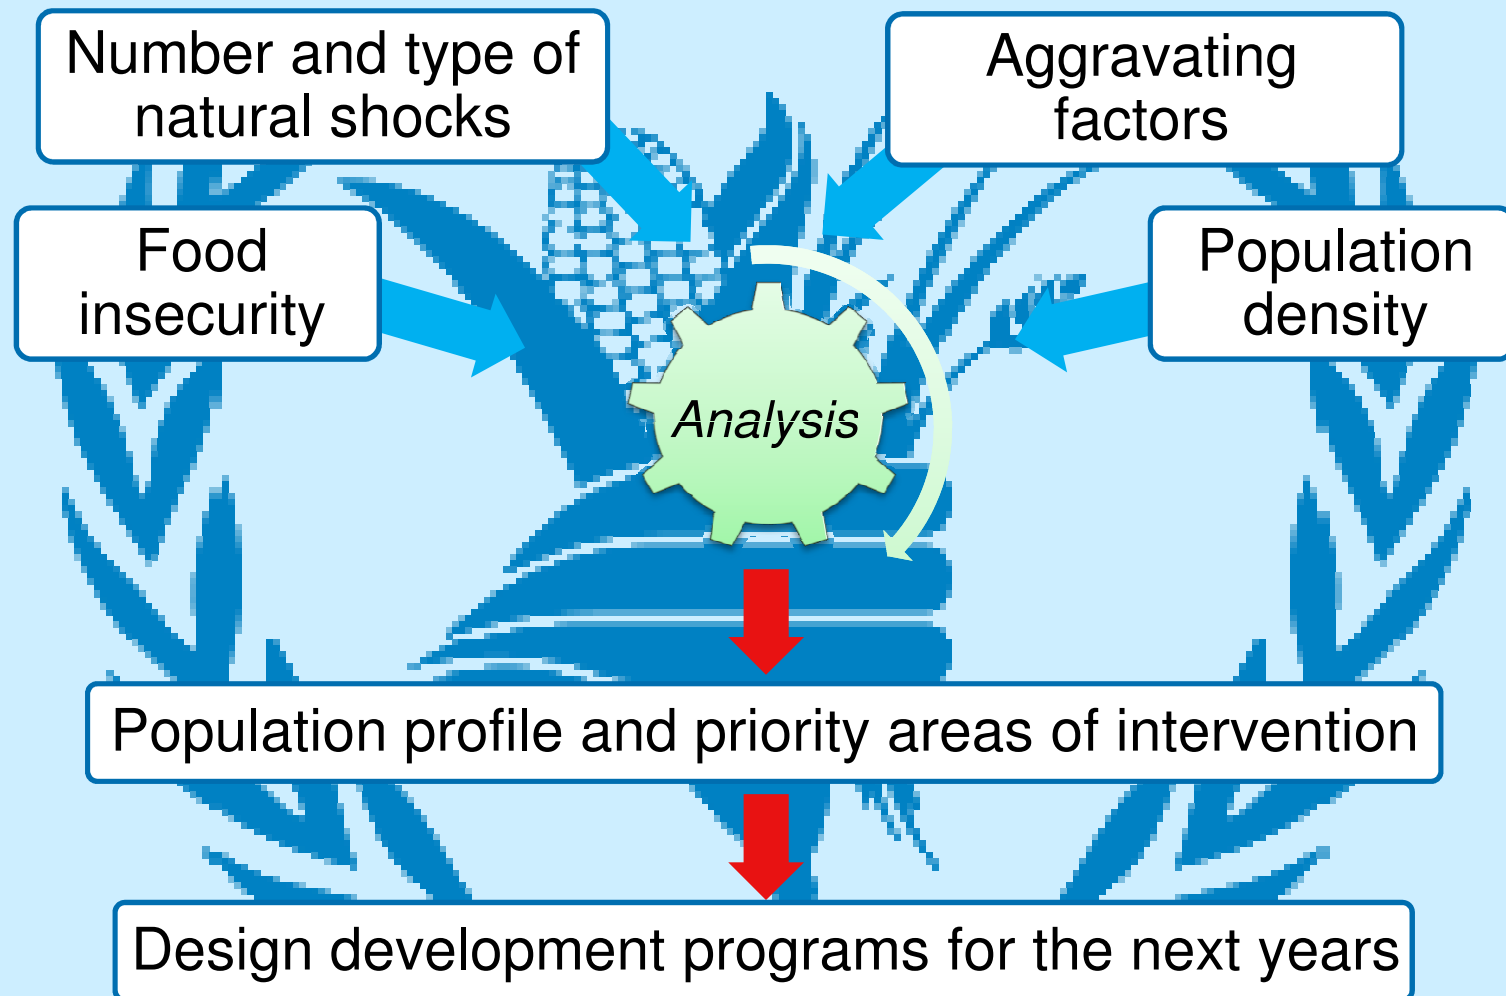 Number and type of
natural shocks
Aggravating
factors
Food
insecurity
Population
density
Analysis
Population profile and priority areas of intervention
Design development programs for the next years